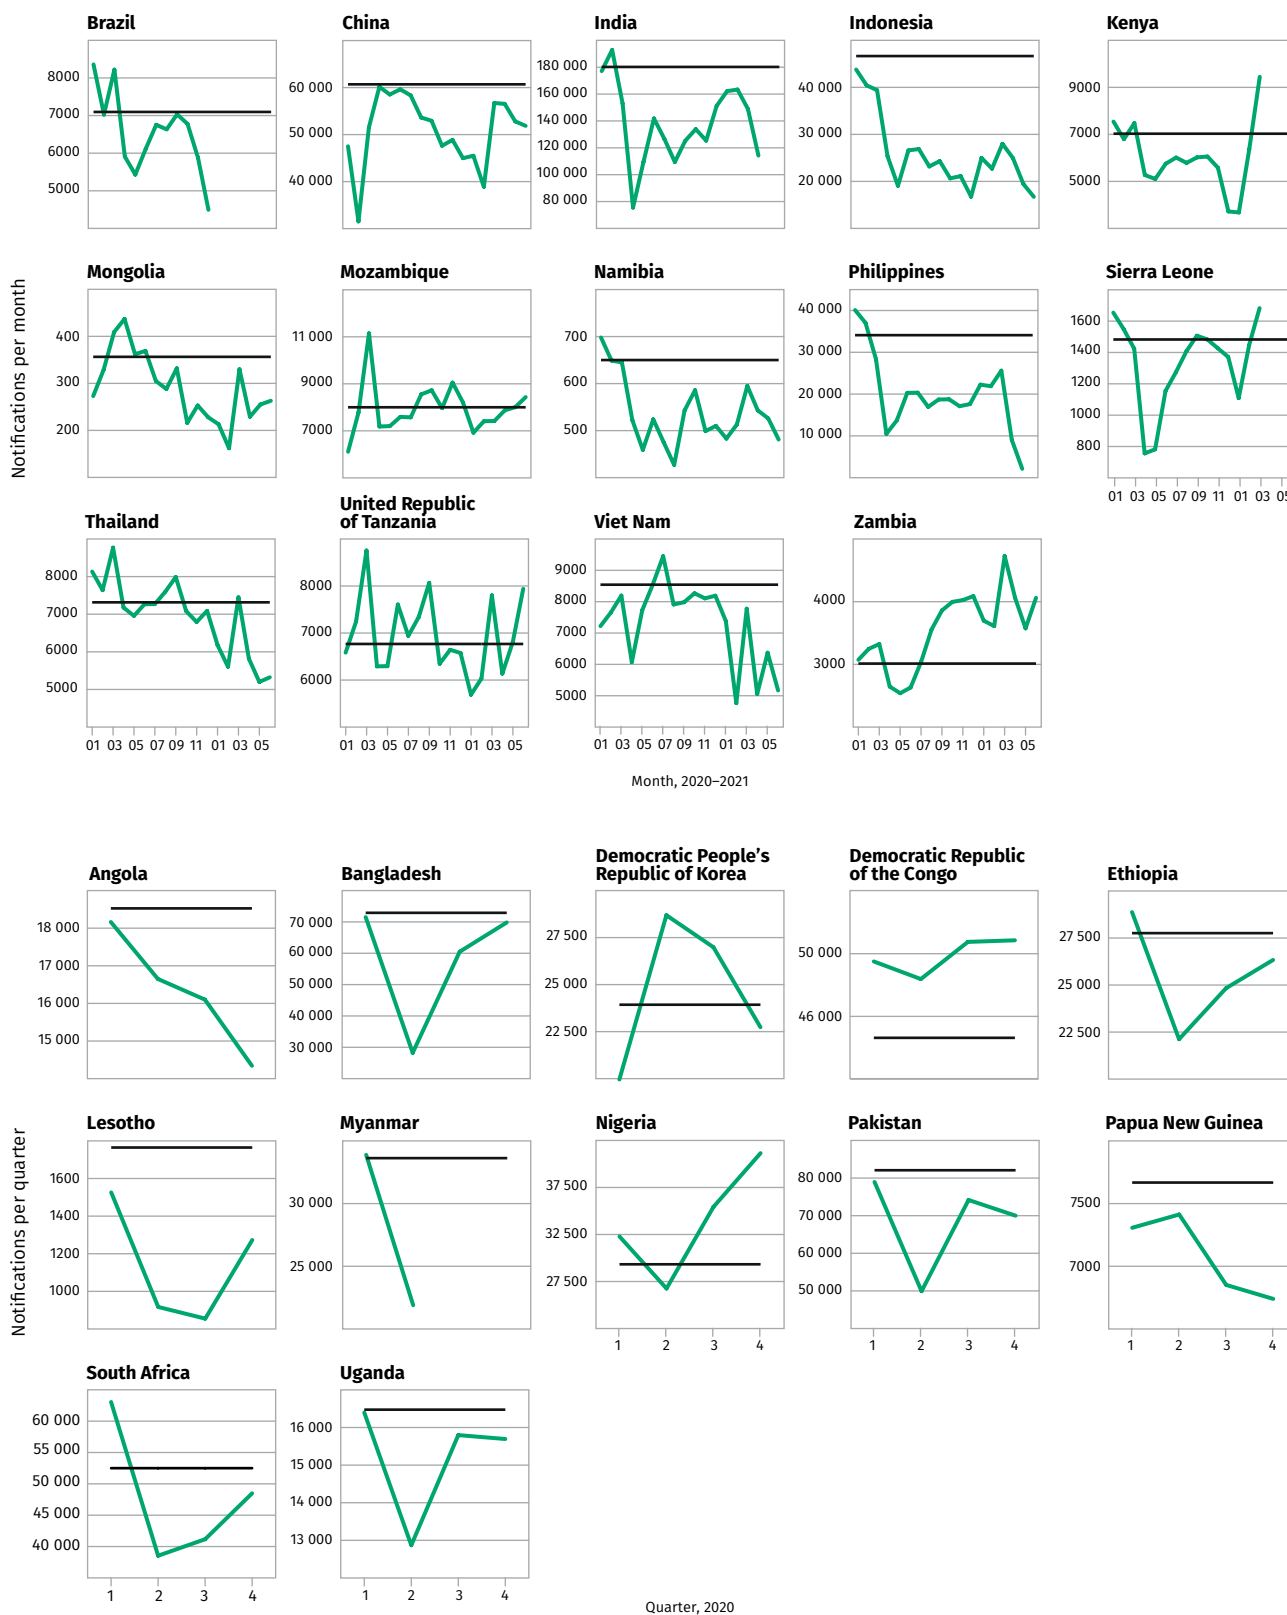 Brazil
China
India
Indonesia
Kenya
8000
7000
6000
5000
60 000
50 000
40 000
180 000
160 000
140 000
120 000
100 000
80 000
40 000
30 000
20 000
9000
7000
5000
Notifications per month
Mongolia
Mozambique
Namibia
Philippines
Sierra Leone
400
300
200
11 000
9000
7000
700
600
500
40 000
30 000
20 000
10 000
1600
1400
1200
1000
800
01 03 05 07 09 11 01 03
Thailand
United Republic
of Tanzania
Viet Nam
Zambia
8000
7000
6000
5000
8000
7000
6000
9000
8000
7000
6000
5000
4000
3000
01 03 05 07 09 11 01 03 05
01 03 05 07 09 11 01 03 05
01 03 05 07 09 11 01 03 05
01 03 05 07 09 11 01 03 05
Month, 2020–2021
Angola
Bangladesh
Democratic People’s
Republic of Korea
Democratic Republic
of the Congo
Ethiopia
18 000
17 000
16 000
15 000
70 000
60 000
50 000
40 000
30 000
27 500
25 000
22 500
50 000
46 000
27 500
25 000
22 500
Notifications per quarter
Lesotho
Myanmar
Nigeria
Pakistan
Papua New Guinea
1600
1400
1200
1000
30 000
25 000
37 500
32 500
27 500
80 000
70 000
60 000
50 000
7500
7000
1 2 3 4
1 2 3 4
1 2 3 4
South Africa
Uganda
60 000
55 000
50 000
45 000
40 000
16 000
15 000
14 000
13 000
1 2 3 4
1 2 3 4
Quarter, 2020